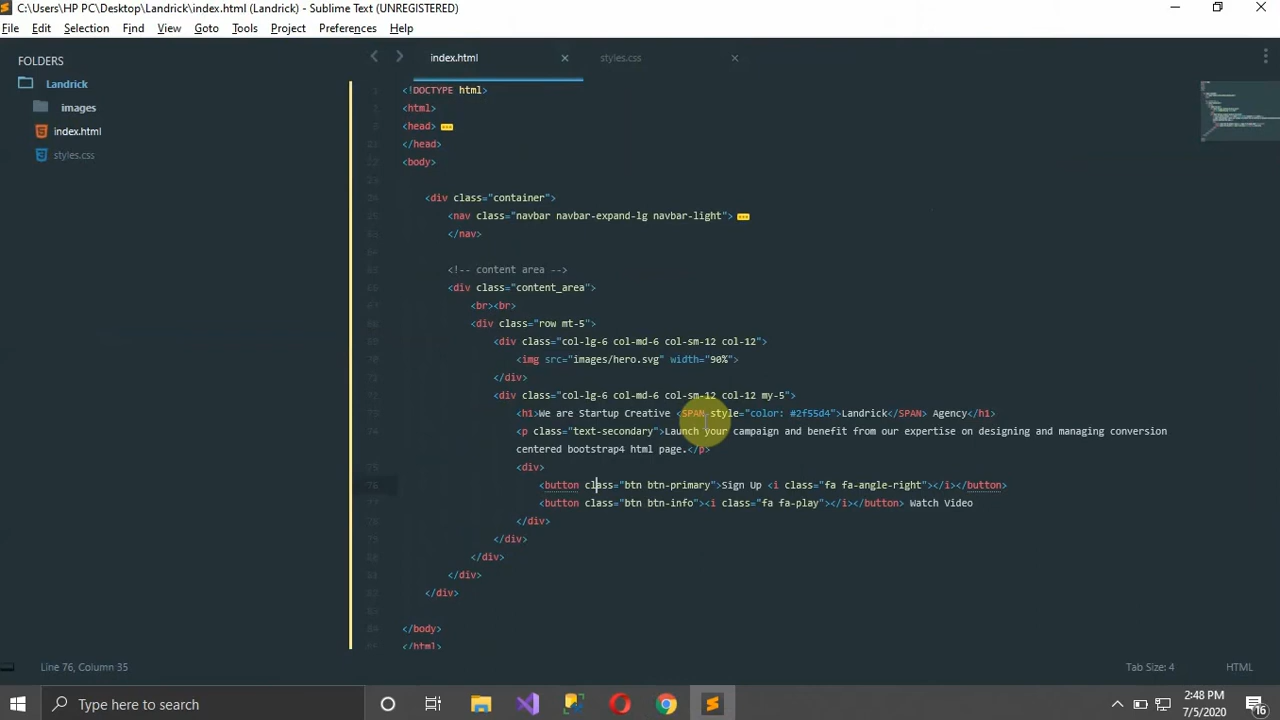 C:\Users\HP PC\Desktop\Landrick\index.html (Landrick) - Sublime Text (UNREGISTERED)
File Edit Selection Find View Goto Tools Project Preferences Help
FOLDERS
Landrick
images
index.html
styles.css
index.html styles.css
<!DOCTYPE html>
<html>
<head>
</head>
<body>
<div class="container">
<nav class="navbar navbar-expand-lg navbar-light">
</nav>
<!-- content area -->
<div class="content_area">
<br><br>
<div class="row mt-5">
<div class="col-lg-6 col-md-6 col-sm-12 col-12">
<img src="images/hero.svg" width="90%">
</div>
<div class="col-lg-6 col-md-6 col-sm-12 col-12 my-5">
<h1>We are Startup Creative <SPAN style="color: #2f55d4">Landrick</SPAN> Agency</h1>
<p class="text-secondary">Launch your campaign and benefit from our expertise on designing and managing conversion
centered bootstrap4 html page.</p>
<div>
76 <button class="btn btn-primary">Sign Up <i class="fa fa-angle-right"></i></button>
<button class="btn btn-info"><i class="fa fa-play"></i></button> Watch Video
</div>
</div>
</div>
</div>
</div>
</body>
</html>
Line 76, Column 35 Tab Size: 4 HTML
Type here to search
2:48 PM
7/5/2020
16